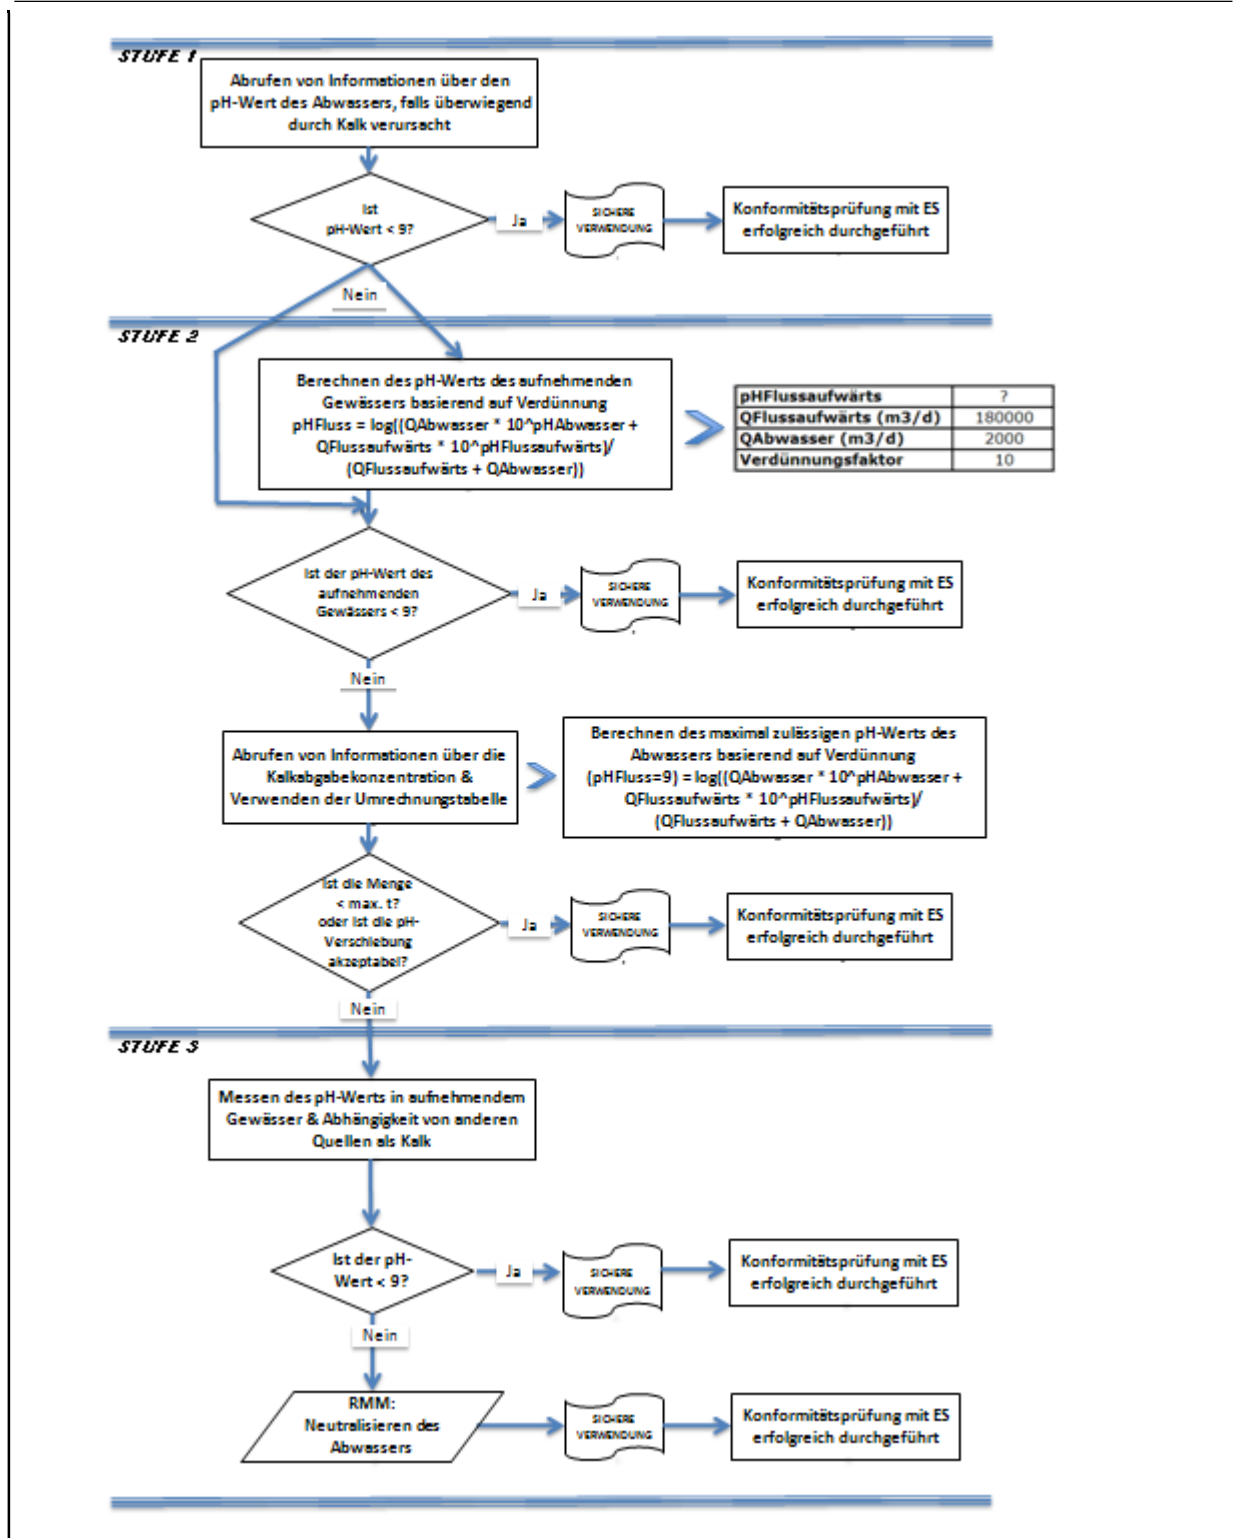 STUFE 1
Abrufen von Informationen über den
pH-Wert des Abwassers, falls überwiegend
durch Kalk verursacht
Ist
pH-Wert < 9?
Ja
SICHERE
VERWENDUNG
Konformitätsprüfung mit ES
erfolgreich durchgeführt
Nein
STUFE 2
Berechnen des pH-Werts des aufnehmenden
Gewässers basierend auf Verdünnung
pHFluss = log((QAbwasser * 10^pHAbwasser +
QFlussaufwärts * 10^pHFlussaufwärts)/
(QFlussaufwärts + QAbwasser))
pHFlussaufwärts ?
QFlussaufwärts (m3/d) 180000
QAbwasser (m3/d) 2000
Verdünnungsfaktor 10
Ist der pH-Wert des
aufnehmenden
Gewässers < 9?
Ja
SICHERE
VERWENDUNG
Konformitätsprüfung mit ES
erfolgreich durchgeführt
Nein
Abrufen von Informationen über die
Kalkabgabekonzentration &
Verwenden der Umrechnungstabelle
Berechnen des maximal zulässigen pH-Werts des
Abwassers basierend auf Verdünnung
(pHFluss=9) = log((QAbwasser * 10^pHAbwasser +
QFlussaufwärts * 10^pHFlussaufwärts)/
(QFlussaufwärts + QAbwasser))
Ist die Menge
< max. t?
oder ist die pH-
Verschiebung
akzeptabel?
Ja
SICHERE
VERWENDUNG
Konformitätsprüfung mit ES
erfolgreich durchgeführt
Nein
STUFE 3
Messen des pH-Werts in aufnehmendem
Gewässer & Abhängigkeit von anderen
Quellen als Kalk
Ist der pH-
Wert < 9?
Ja
SICHERE
VERWENDUNG
Konformitätsprüfung mit ES
erfolgreich durchgeführt
Nein
RMM:
Neutralisieren des
Abwassers
SICHERE
VERWENDUNG
Konformitätsprüfung mit ES
erfolgreich durchgeführt